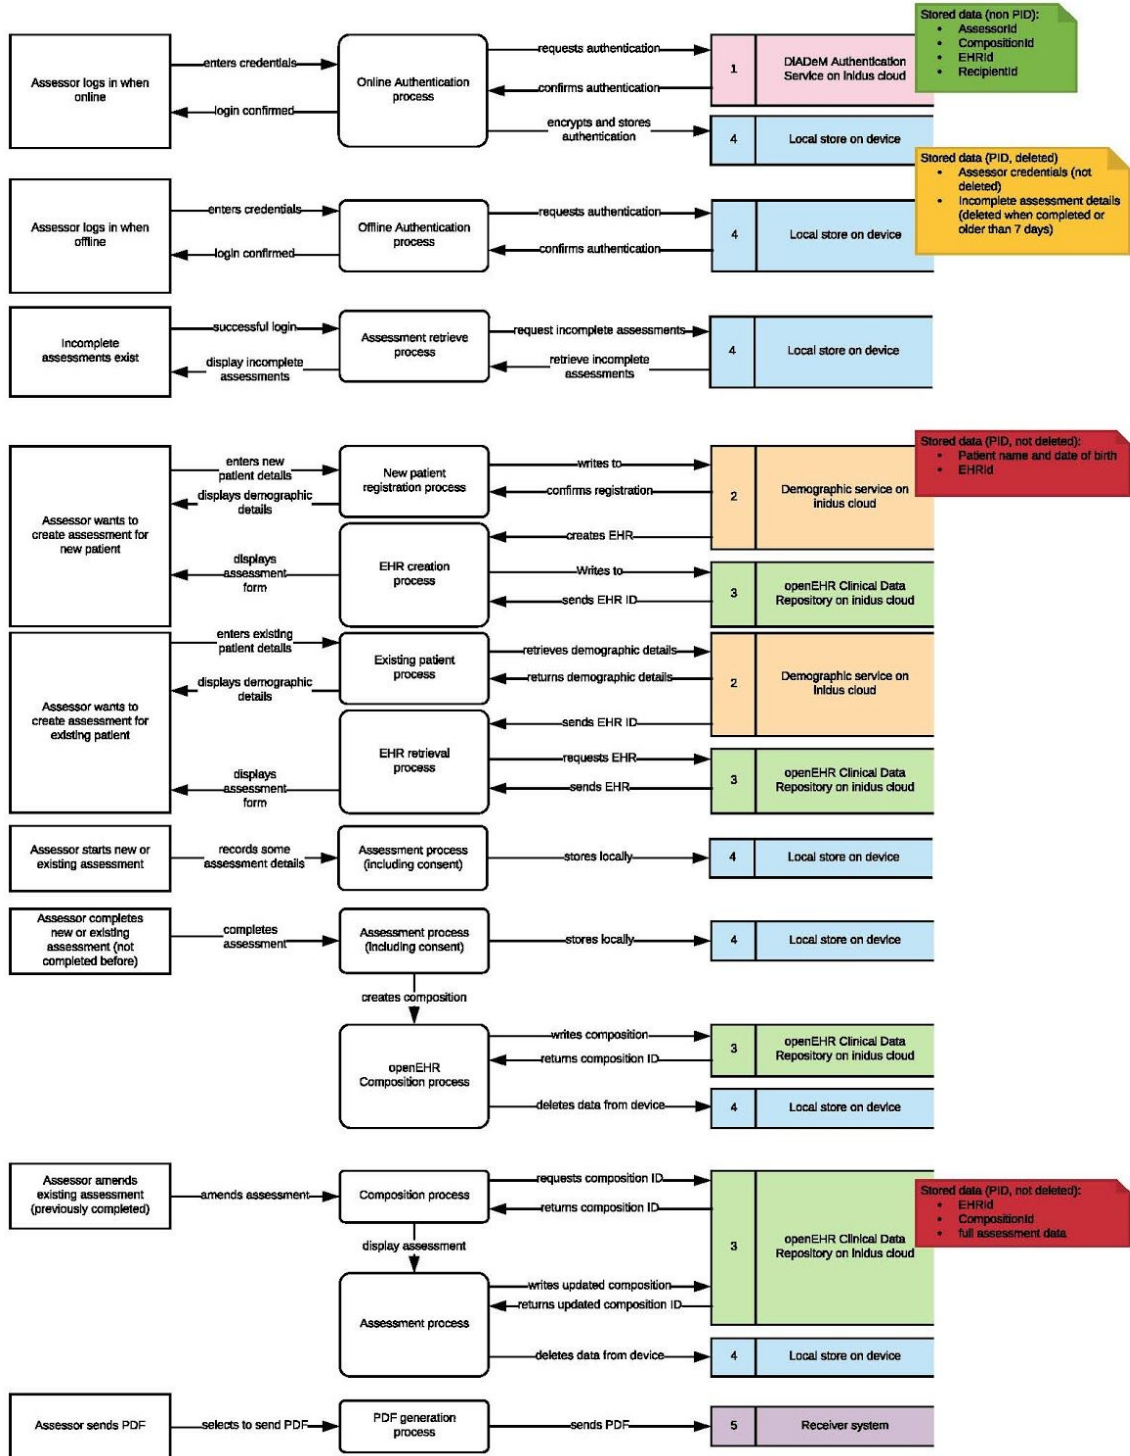 Stored data (non PID):
• AssessorId
• CompositionId
• EHRId
• RecipientId
Assessor logs in when
online
enters credentials
login confirmed
Online Authentication
process
requests authentication
confirms authentication
encrypts and stores
authentication
1
DIADeM Authentication
Service on inidus cloud
4
Local store on device
Stored data (PID, deleted)
• Assessor credentials (not
deleted)
• Incomplete assessment details
(deleted when completed or
older than 7 days)
Assessor logs in when
offline
enters credentials
login confirmed
Offline Authentication
process
requests authentication
confirms authentication
4
Local store on device
Incomplete
assessments exist
successful login
display incomplete
assessments
Assessment retrieve
process
request incomplete assessments
retrieve incomplete
assessments
4
Local store on device
Stored data (PID, not deleted):
• Patient name and date of birth
• EHRId
Assessor wants to
create assessment for
new patient
enters new
patient details
displays demographic
details
New patient
registration process
writes to
confirms registration
2
Demographic service on
inidus cloud
creates EHR
displays
assessment
form
EHR creation
process
Writes to
sends EHR ID
3
openEHR Clinical Data
Repository on inidus cloud
Assessor wants to
create assessment for
existing patient
enters existing
patient details
displays demographic
details
Existing patient
process
retrieves demographic details
returns demographic details
2
Demographic service on
inidus cloud
sends EHR ID
displays
assessment
form
EHR retrieval
process
requests EHR
sends EHR
3
openEHR Clinical Data
Repository on inidus cloud
Assessor starts new or
existing assessment
records some
assessment details
Assessment process
(including consent)
stores locally
4
Local store on device
Assessor completes
new or existing
assessment (not
completed before)
completes
assessment
Assessment process
(including consent)
stores locally
4
Local store on device
creates composition
openEHR
Composition process
writes composition
returns composition ID
3
openEHR Clinical Data
Repository on inidus cloud
deletes data from device
4
Local store on device
Assessor amends
existing assessment
(previously completed)
amends assessment
Composition process
requests composition ID
returns composition ID
display assessment
3
openEHR Clinical Data
Repository on inidus cloud
Stored data (PID, not deleted):
• EHRId
• CompositionId
• full assessment data
Assessment process
writes updated composition
returns updated composition ID
deletes data from device
4
Local store on device
Assessor sends PDF
selects to send PDF
PDF generation
process
sends PDF
5
Receiver system